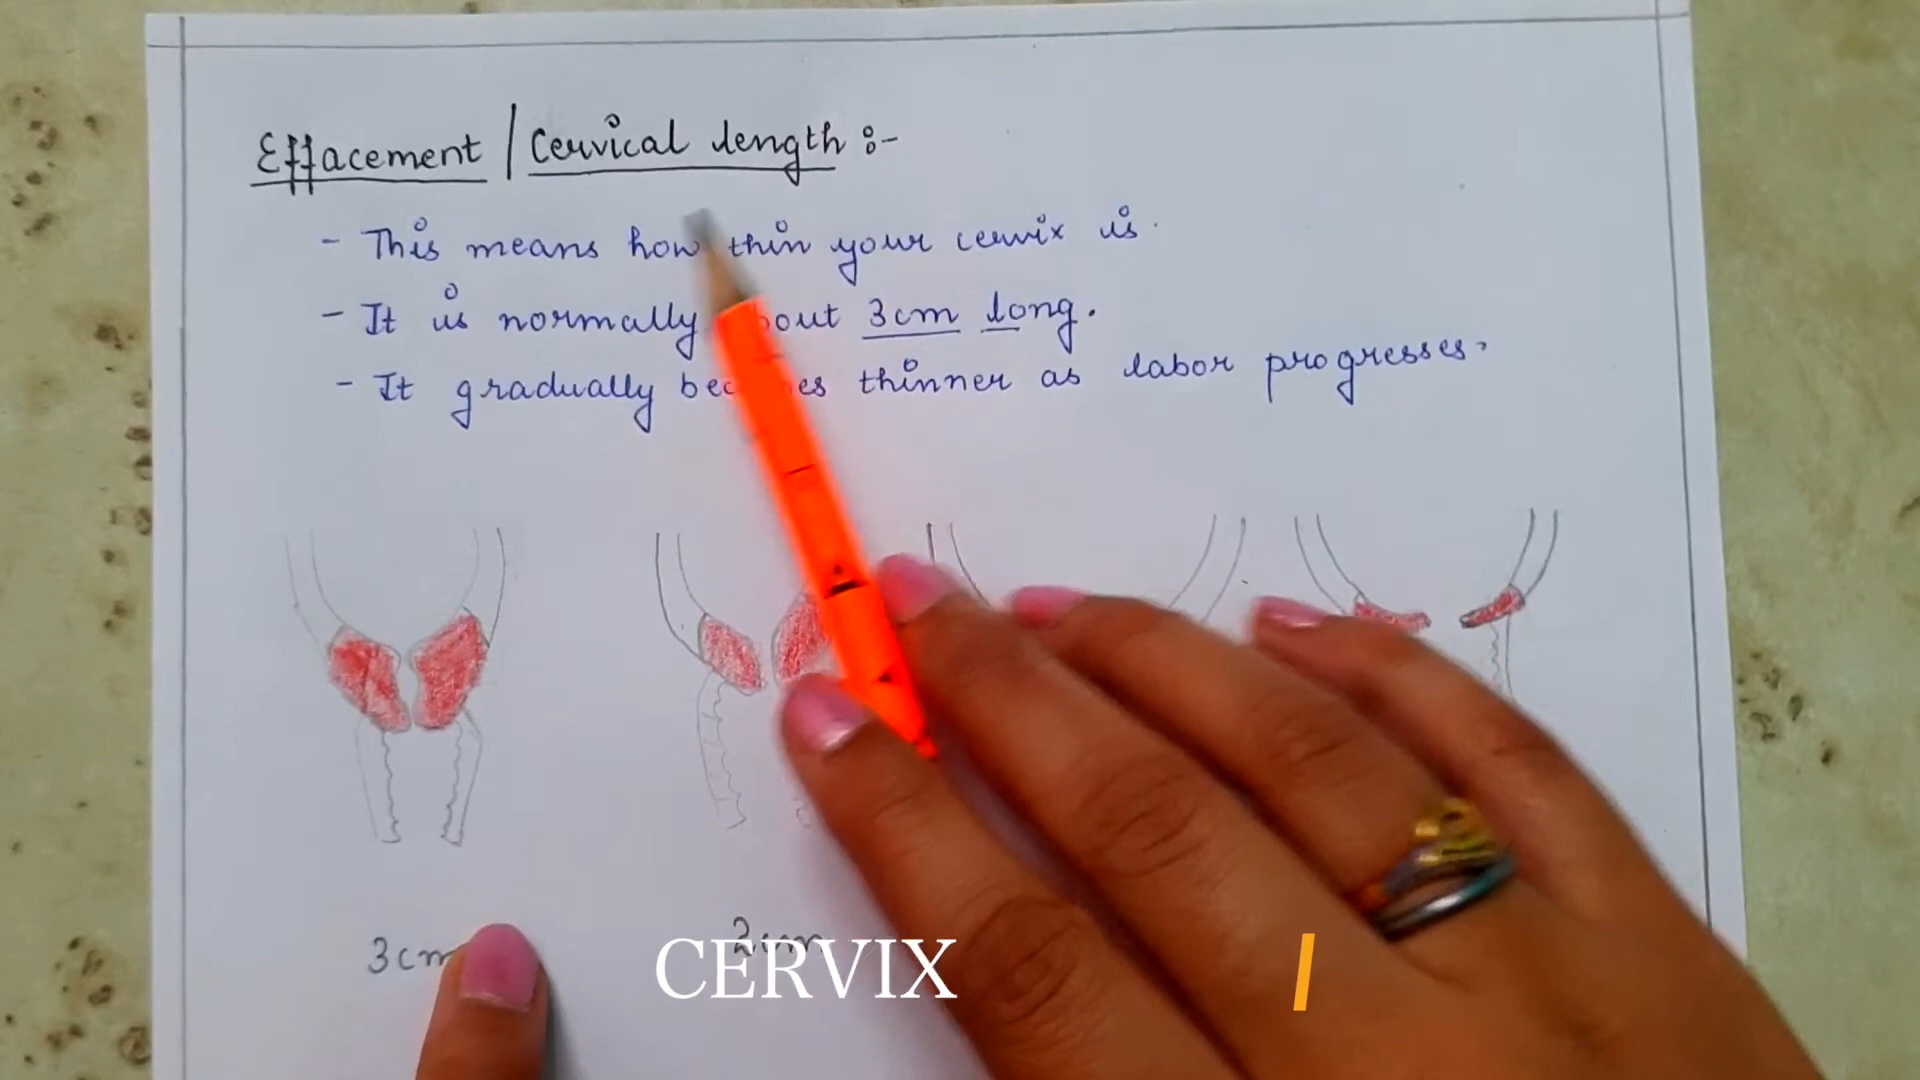 Effacement / Cervical length :-
- This means how thin your cervix is.
- It is normally about 3cm long.
- It gradually becomes thinner as labor progresses.
3cm
2cm
CERVIX /